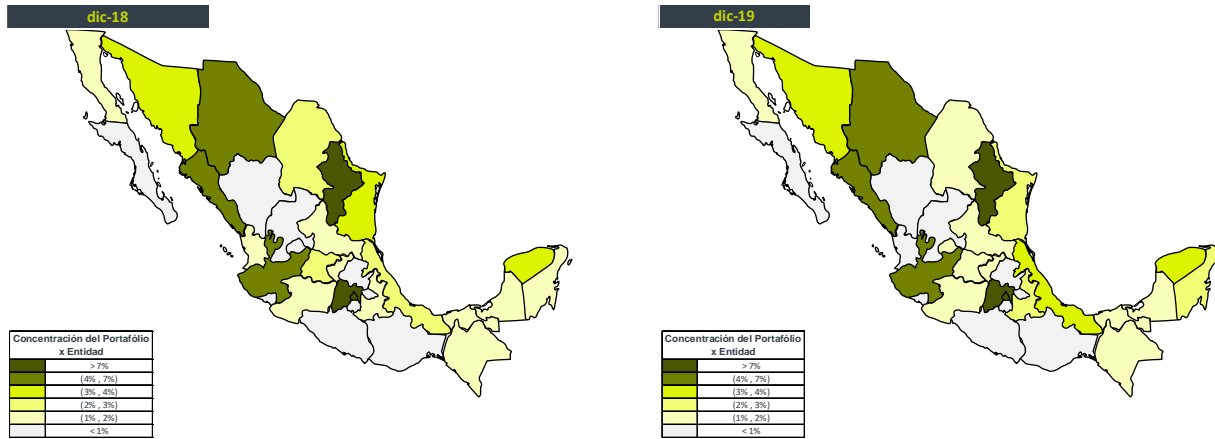 dic-18
Concentración del Portafólio
x Entidad
>7%
(4% , 7%)
(3% , 4%)
(2% , 3%)
(1% , 2%)
<1%
dic-19
Concentración del Portafólio
x Entidad
>7%
(4% , 7%)
(3% , 4%)
(2% , 3%)
(1% , 2%)
<1%